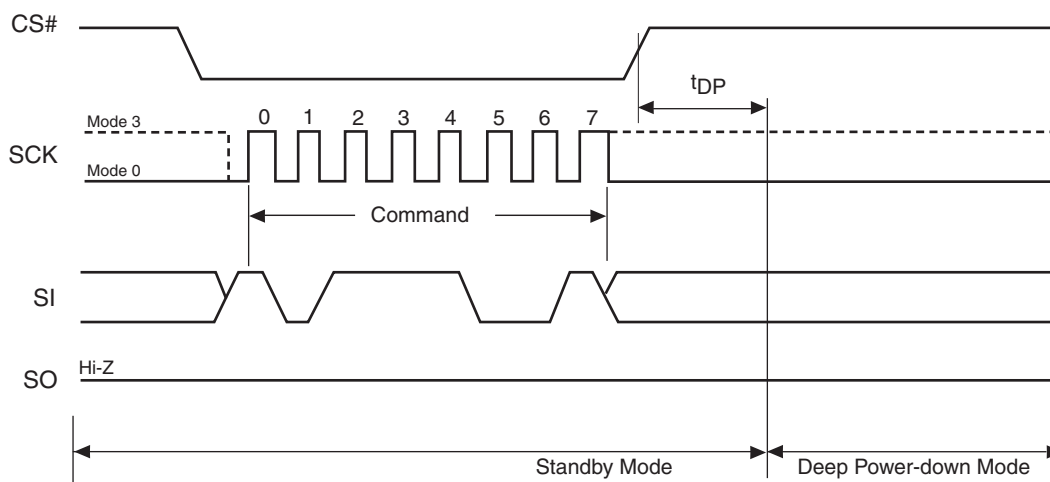 CS#
tDP
Mode 3
0 1 2 3 4 5 6 7
SCK
Mode 0
Command
SI
Hi-Z
SO
Standby Mode
Deep Power-down Mode